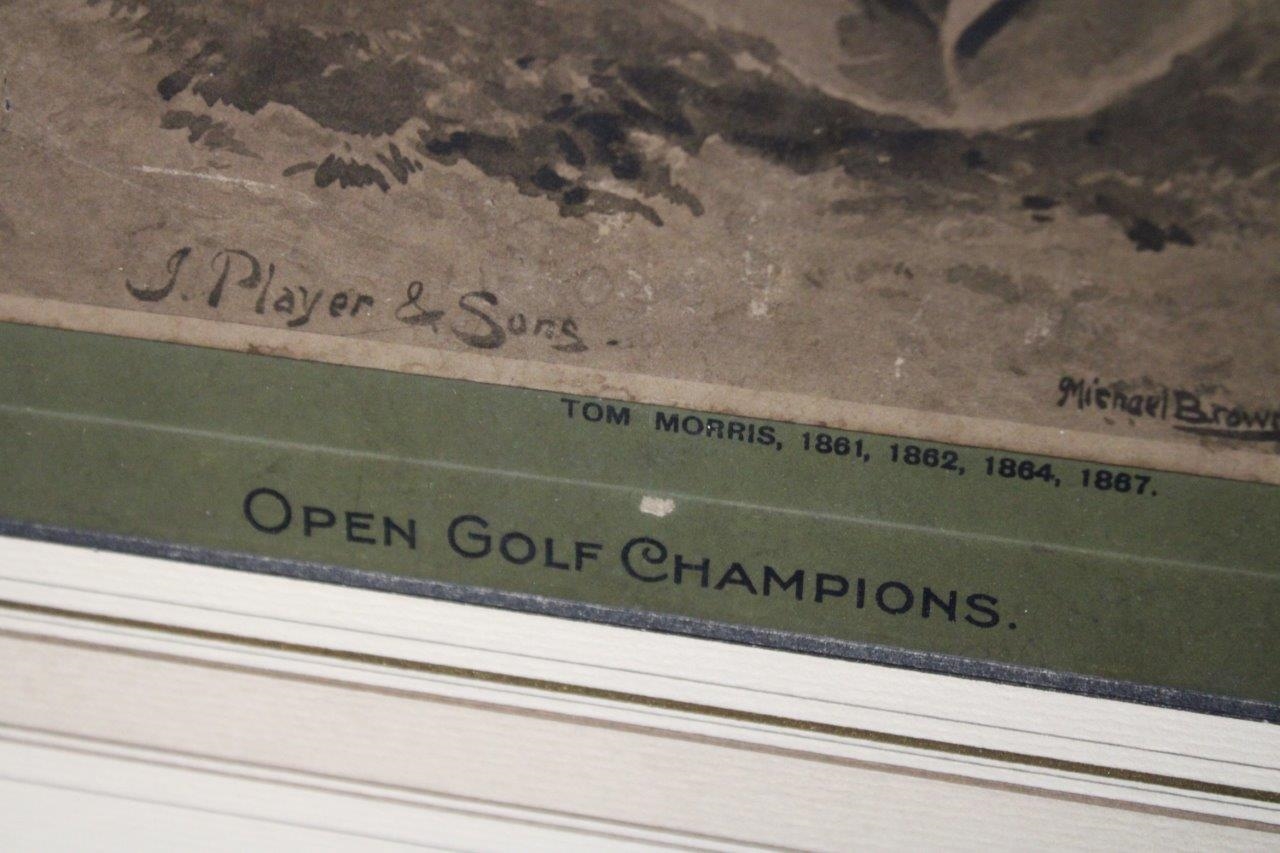 J. Player & Sons.
Michael Brown
TOM MORRIS, 1861, 1862, 1864, 1867.
OPEN GOLF CHAMPIONS.